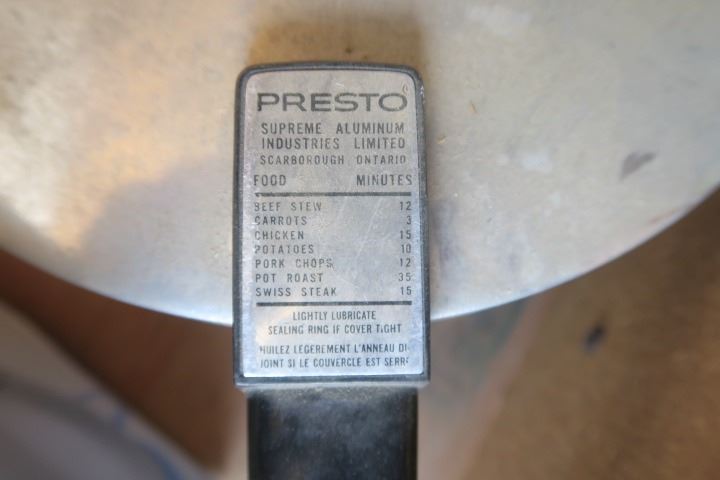 PRESTO
SUPREME ALUMINUM
INDUSTRIES LIMITED
SCARBOROUGH ONTARIO
FOOD MINUTES
BEEF STEW 12
CARROTS 3
CHICKEN 15
POTATOES 10
PORK CHOPS 12
POT ROAST 35
SWISS STEAK 15
LIGHTLY LUBRICATE
SEALING RING IF COVER TIGHT
HUILEZ LEGEREMENT L'ANNEAU DE
JOINT SI LE COUVERCLE EST SERRE